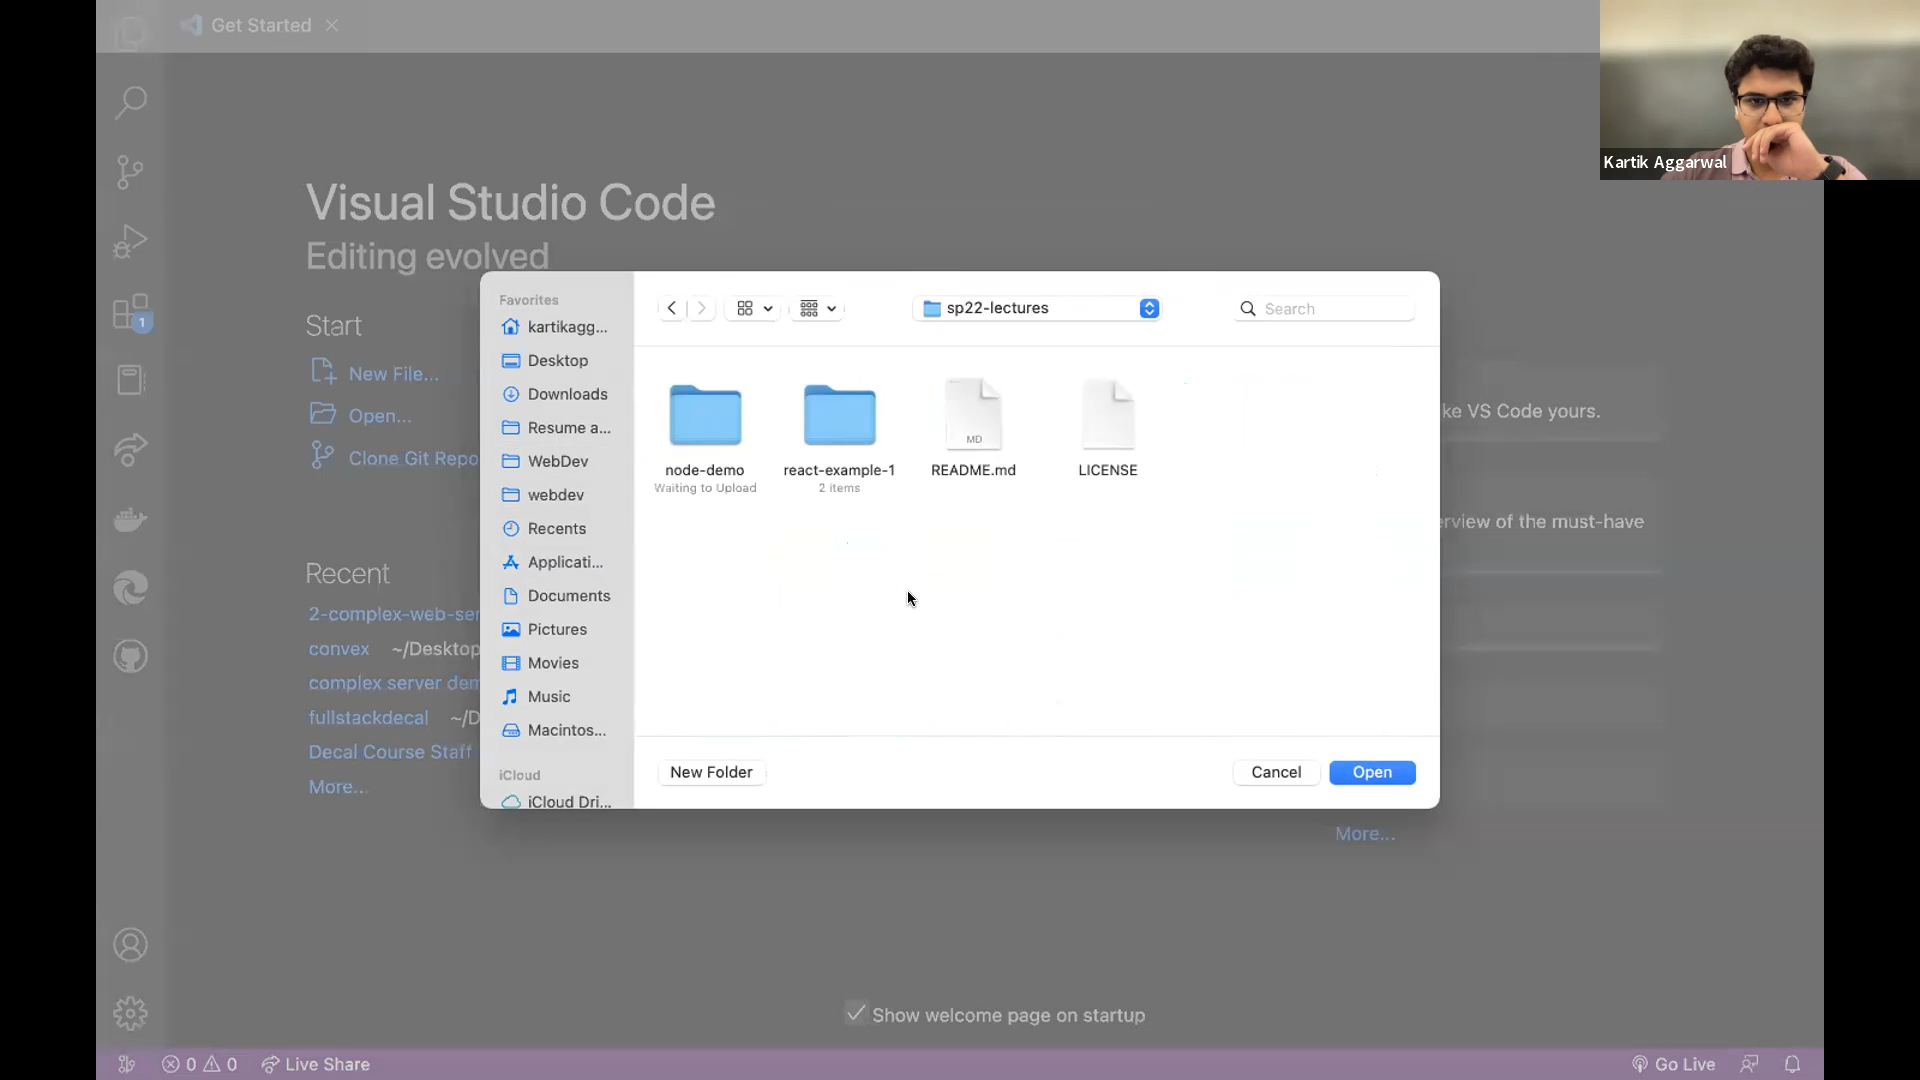 Get Started
Kartik Aggarwal
Visual Studio Code
Editing evolved
Start
New File...
Open...
Clone Git Repo
Recent
2-complex-web-ser
convex ~/Desktop
complex server dem
fullstackdecal ~/D
Decal Course Staff
More...
Favorites
kartikagg...
Desktop
Downloads
Resume a...
WebDev
webdev
Recents
Applicati...
Documents
Pictures
Movies
Music
Macintos...
iCloud
iCloud Dri...
sp22-lectures
Search
node-demo
Waiting to Upload
react-example-1
2 items
MD
README.md
LICENSE
New Folder
Cancel
Open
ke VS Code yours.
rview of the must-have
More...
Show welcome page on startup
1
0 0 Live Share
Go Live